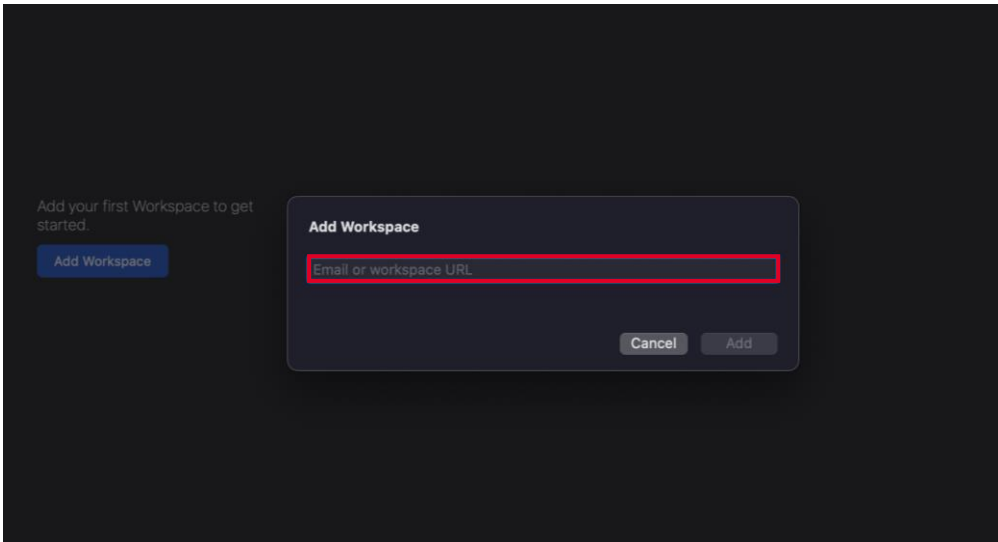 Add your first Workspace to get
started.
Add Workspace
Add Workspace
Email or workspace URL
Cancel
Add